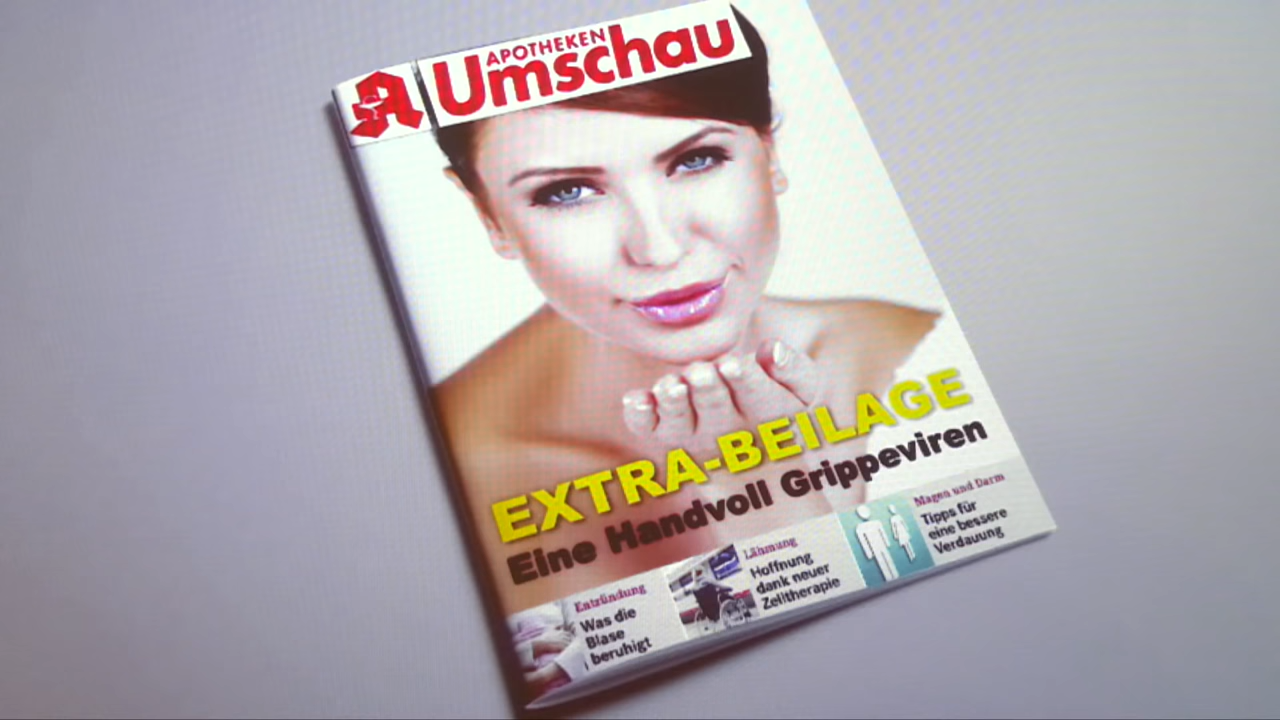 APOTHEKEN
Umschau
EXTRA-BEILAGE
Eine Handvoll Grippeviren
Entzündung
Was die
Blase
beruhigt
Lähmung
Hoffnung
dank neuer
Zelltherapie
Magen und Darm
Tipps für
eine bessere
Verdauung